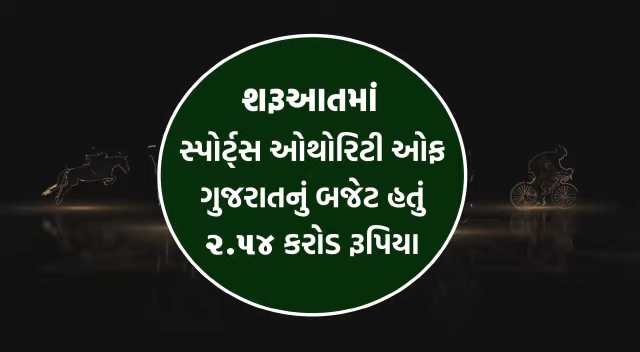 શરૂઆતમાં
સ્પોર્ટ્સ ઓથોરિટી ઓફ
ગુજરાતનું બજેટ હતું
૨.૫૪ કરોડ રૂપિયા